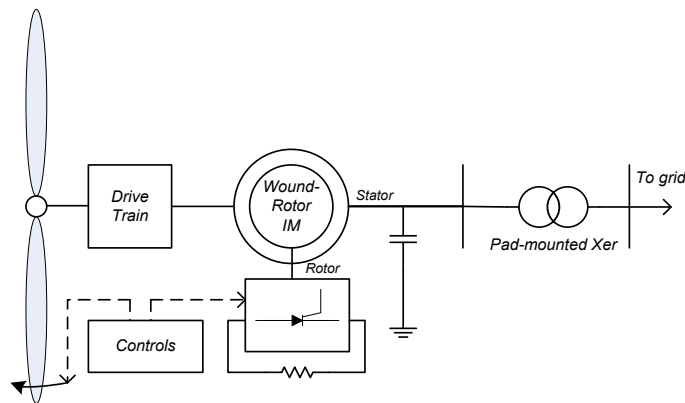 Drive
Train
Wound-
Rotor
IM
Stator
To grid
Pad-mounted Xer
Rotor
Controls